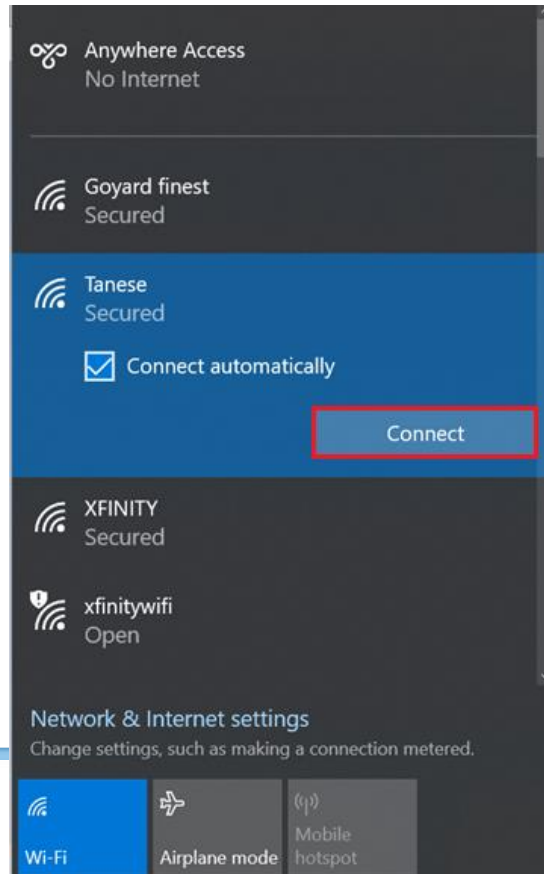 Anywhere Access
No Internet
Goyard finest
Secured
Tanese
Secured
Connect automatically
Connect
XFINITY
Secured
xfinitywifi
Open
Network & Internet settings
Change settings, such as making a connection metered.
Wi-Fi
Airplane mode
Mobile
hotspot